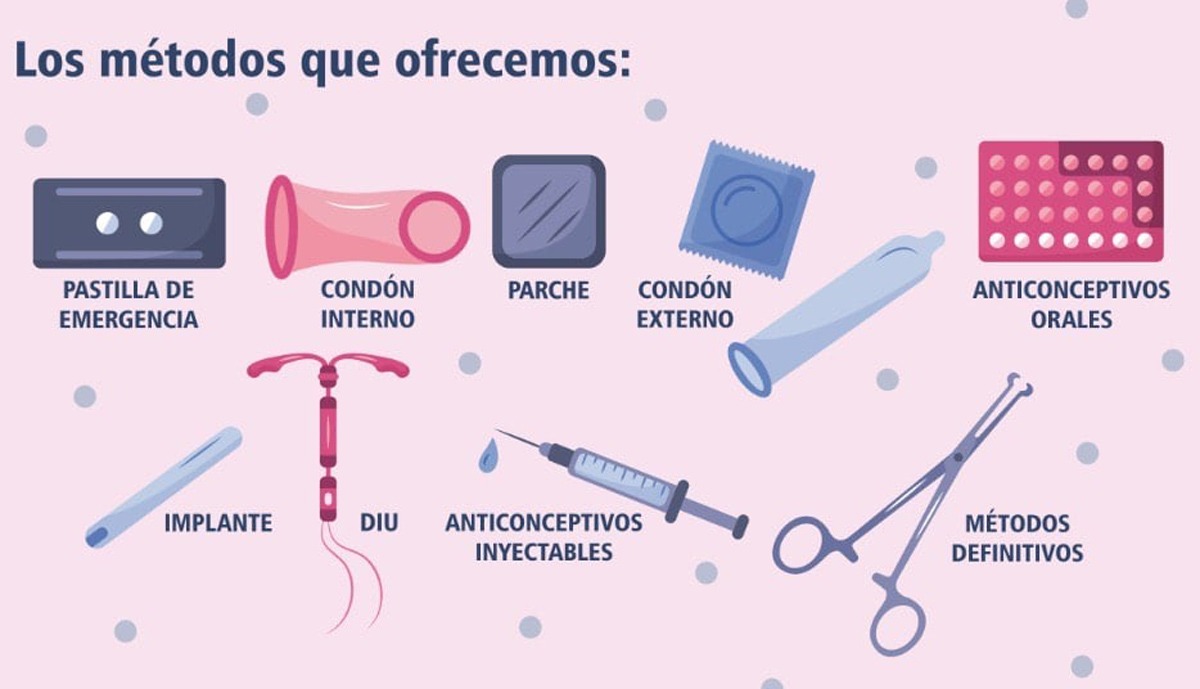 Los métodos que ofrecemos:
PASTILLA DE
EMERGENCIA
CONDÓN
INTERNO
PARCHE
CONDÓN
EXTERNO
ANTICONCEPTIVOS
ORALES
IMPLANTE
DIU
ANTICONCEPTIVOS
INYECTABLES
MÉTODOS
DEFINITIVOS